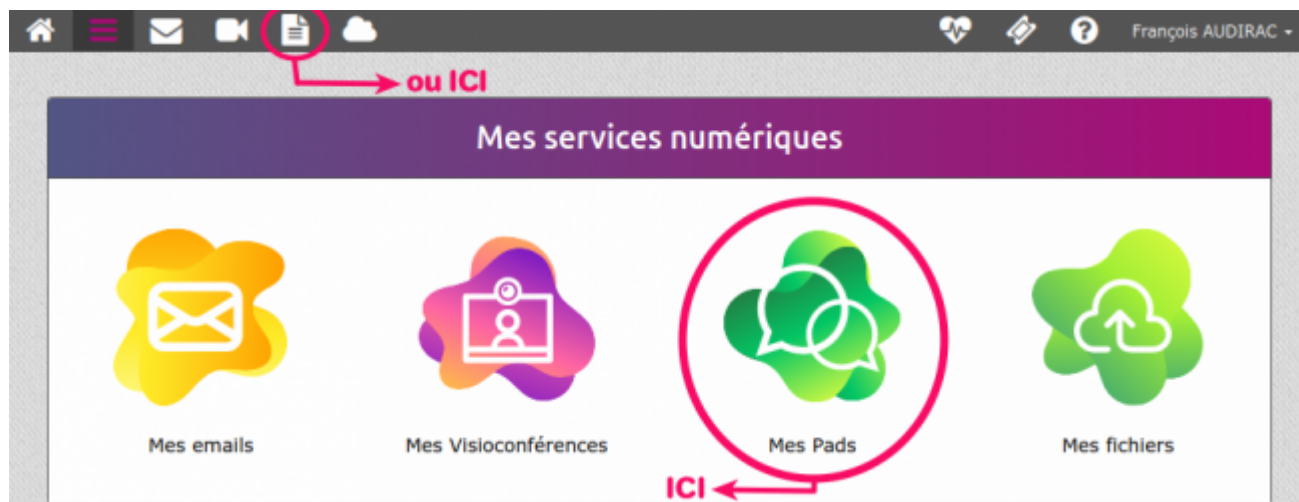 François AUDIRAC
ou ICI
Mes services numériques
Mes emails
Mes Visioconférences
Mes Pads
Mes fichiers
ICI